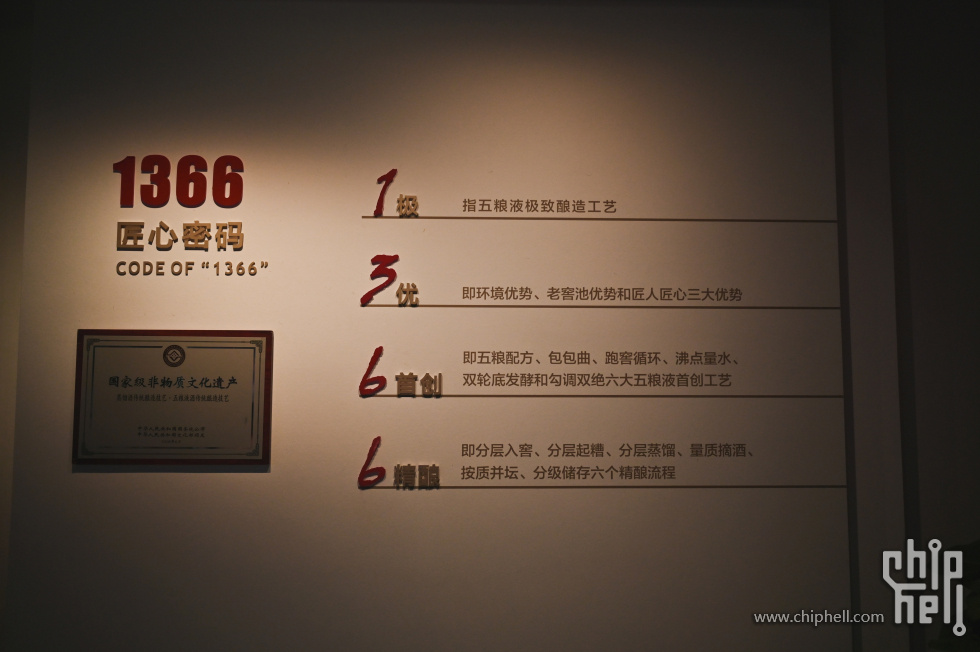 1366
匠心密码
CODE OF “1366”
国家级非物质文化遗产
1极
指五粮液极致酿造工艺
3优
即环境优势、老窖池优势和匠人匠心三大优势
6首创
即五粮配方、包包曲、跑窖循环、沸点量水、
双轮底发酵和勾调双绝六大五粮液首创工艺
6精酿
即分层入窖、分层起糟、分层蒸馏、量质摘酒、
按质并坛、分级储存六个精酿流程
www.chiphell.com
chip
hell